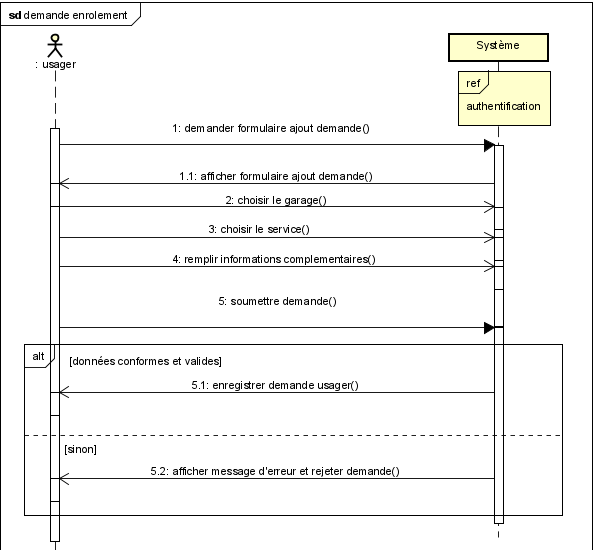 sd demande enrolement
: usager
Système
ref
authentification
1: demander formulaire ajout demande()
1.1: afficher formulaire ajout demande()
2: choisir le garage()
3: choisir le service()
4: remplir informations complementaires()
5: soumettre demande()
alt
[données conformes et valides]
5.1: enregistrer demande usager()
[sinon]
5.2: afficher message d'erreur et rejeter demande()